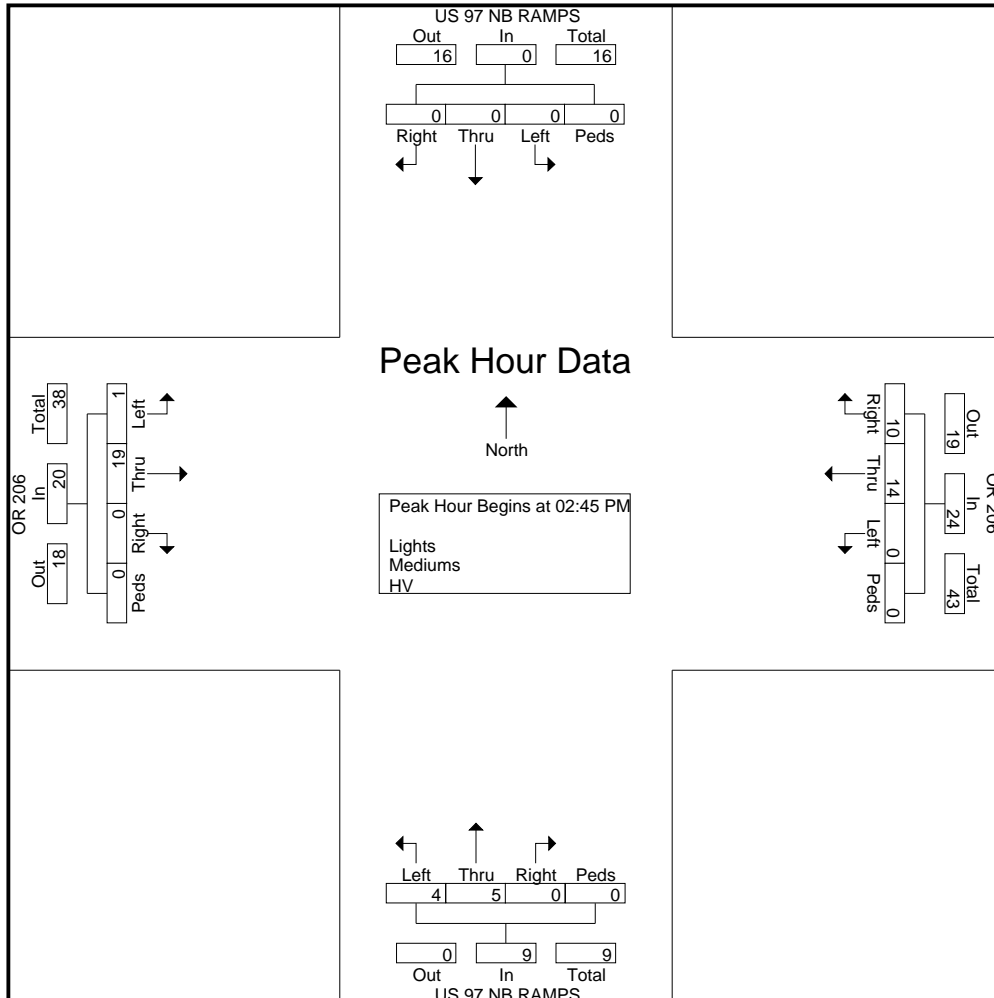 US 97 NB RAMPS
Out In Total
16 0 16
0 0 0 0
Right Thru Left Peds
Peak Hour Data
North
Peak Hour Begins at 02:45 PM
Lights
Mediums
HV
OR 206
Out In Total
18 20 38
1 19 0 0
Left Thru Right Peds
Right Thru Left Peds
10 14 0 0
Out In Total
19 24 43
OR 206
Left Thru Right Peds
4 5 0 0
0 9 9
Out In Total
US 97 NB RAMPS